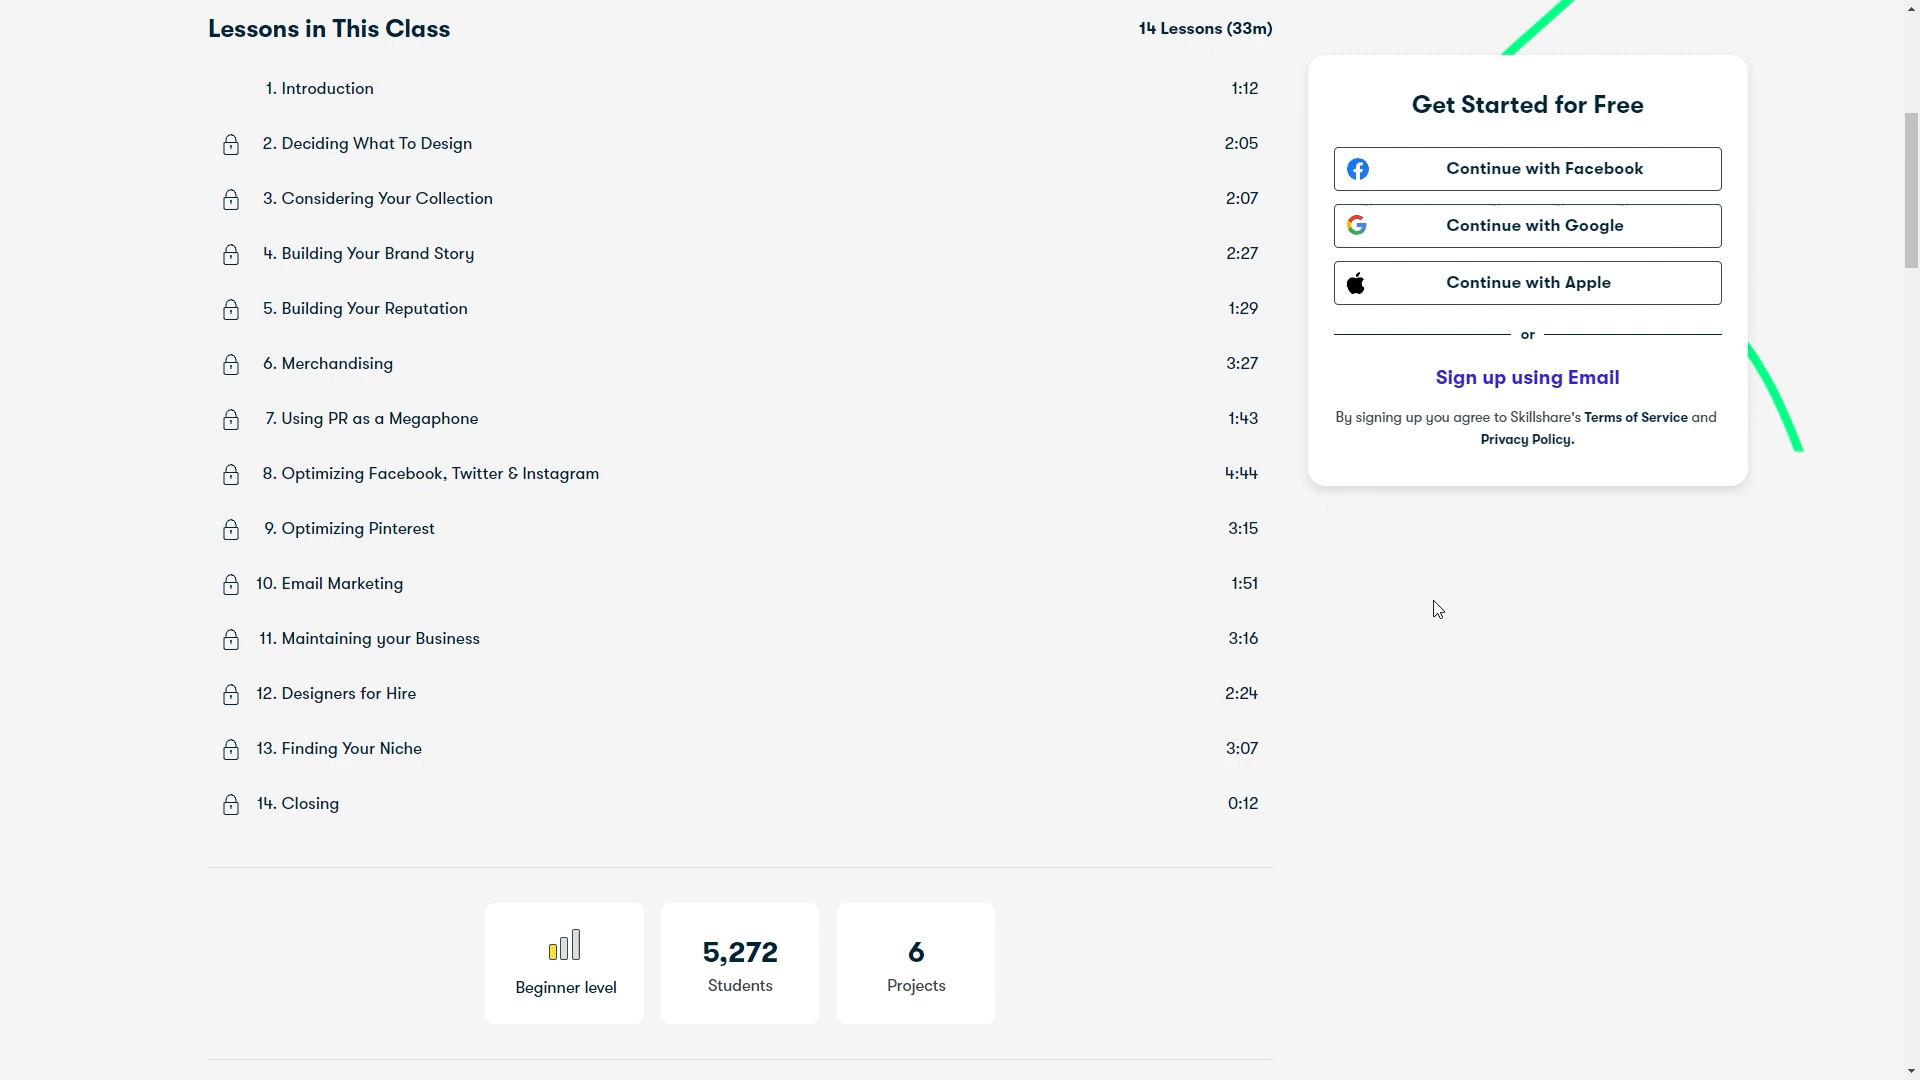 Lessons in This Class 14 Lessons (33m)
1. Introduction 1:12
2. Deciding What To Design 2:05
3. Considering Your Collection 2:07
4. Building Your Brand Story 2:27
5. Building Your Reputation 1:29
6. Merchandising 3:27
7. Using PR as a Megaphone 1:43
8. Optimizing Facebook, Twitter & Instagram 4:44
9. Optimizing Pinterest 3:15
10. Email Marketing 1:51
11. Maintaining your Business 3:16
12. Designers for Hire 2:24
13. Finding Your Niche 3:07
14. Closing 0:12
Beginner level
5,272
Students
6
Projects
Get Started for Free
Continue with Facebook
Continue with Google
Continue with Apple
or
Sign up using Email
By signing up you agree to Skillshare's Terms of Service and
Privacy Policy.